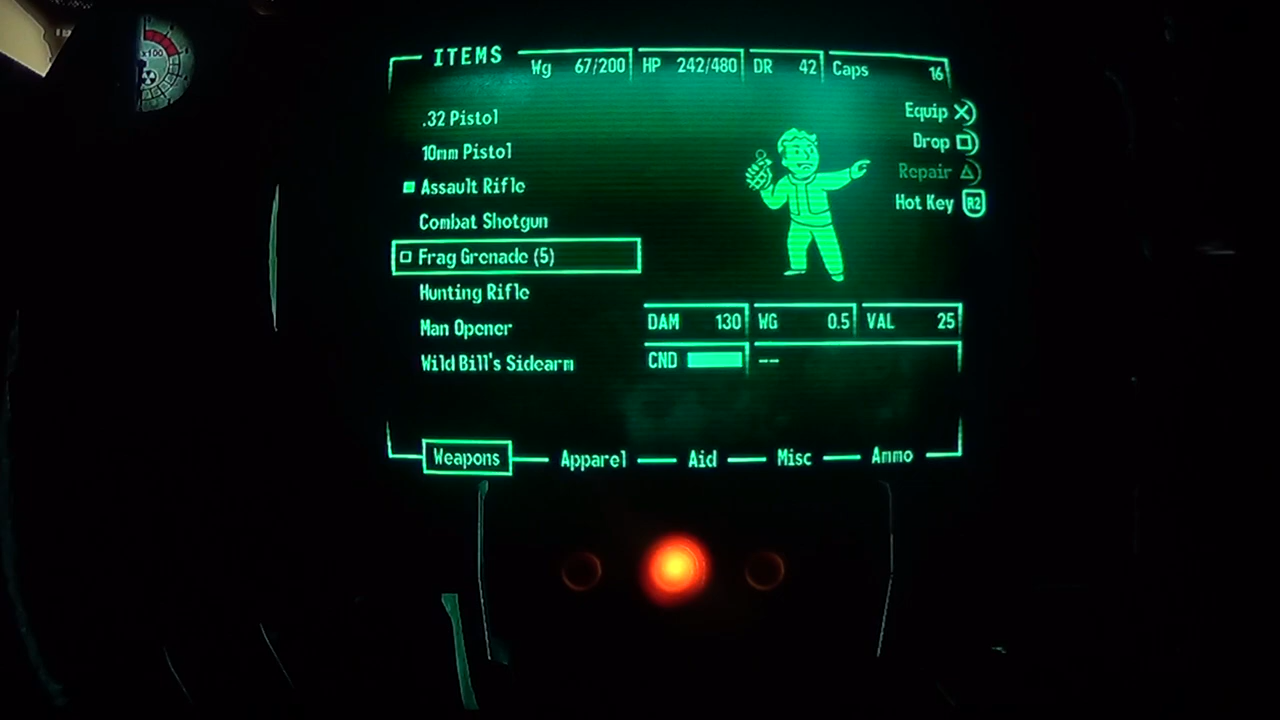 ITEMS Wg 67/200 HP 242/480 DR 42 Caps 16
.32 Pistol
10mm Pistol
Assault Rifle
Combat Shotgun
Frag Grenade (5)
Hunting Rifle
Man Opener
Wild Bill's Sidearm
Equip X
Drop
Repair
Hot Key R2
DAM 130 WG 0.5 VAL 25
CND --
Weapons Apparel Aid Misc Ammo
x100